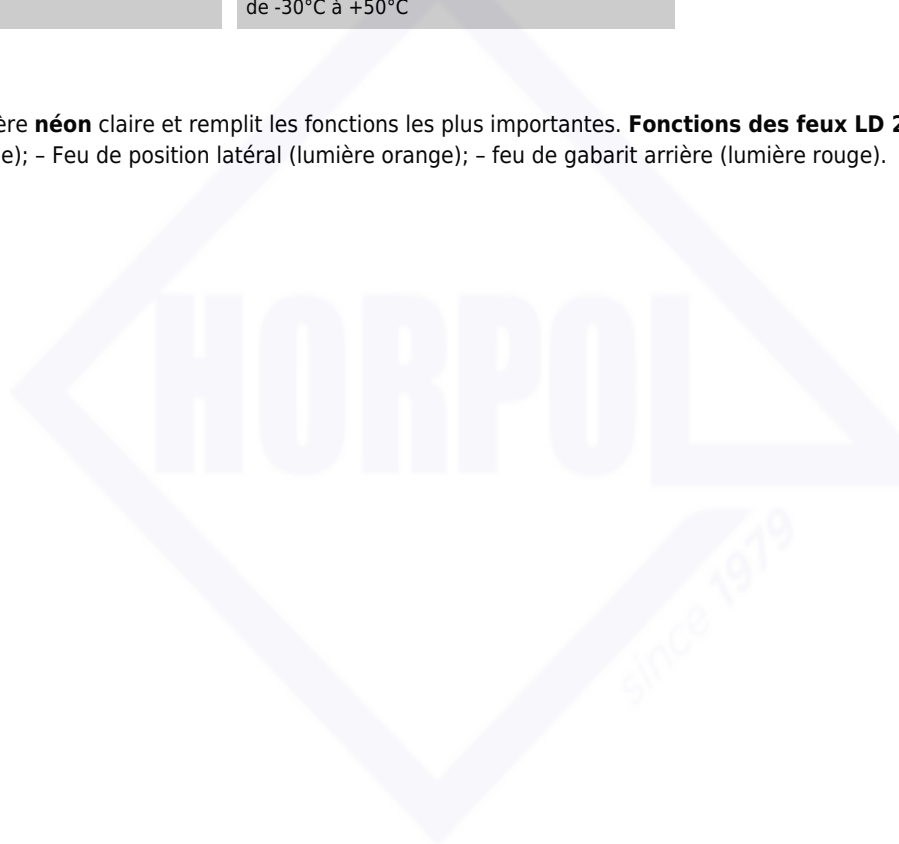 de -30°C à +50°C
ère néon claire et remplit les fonctions les plus importantes. Fonctions des feux LD 2
e); – Feu de position latéral (lumière orange); – feu de gabarit arrière (lumière rouge).
HORPOL
since 1979